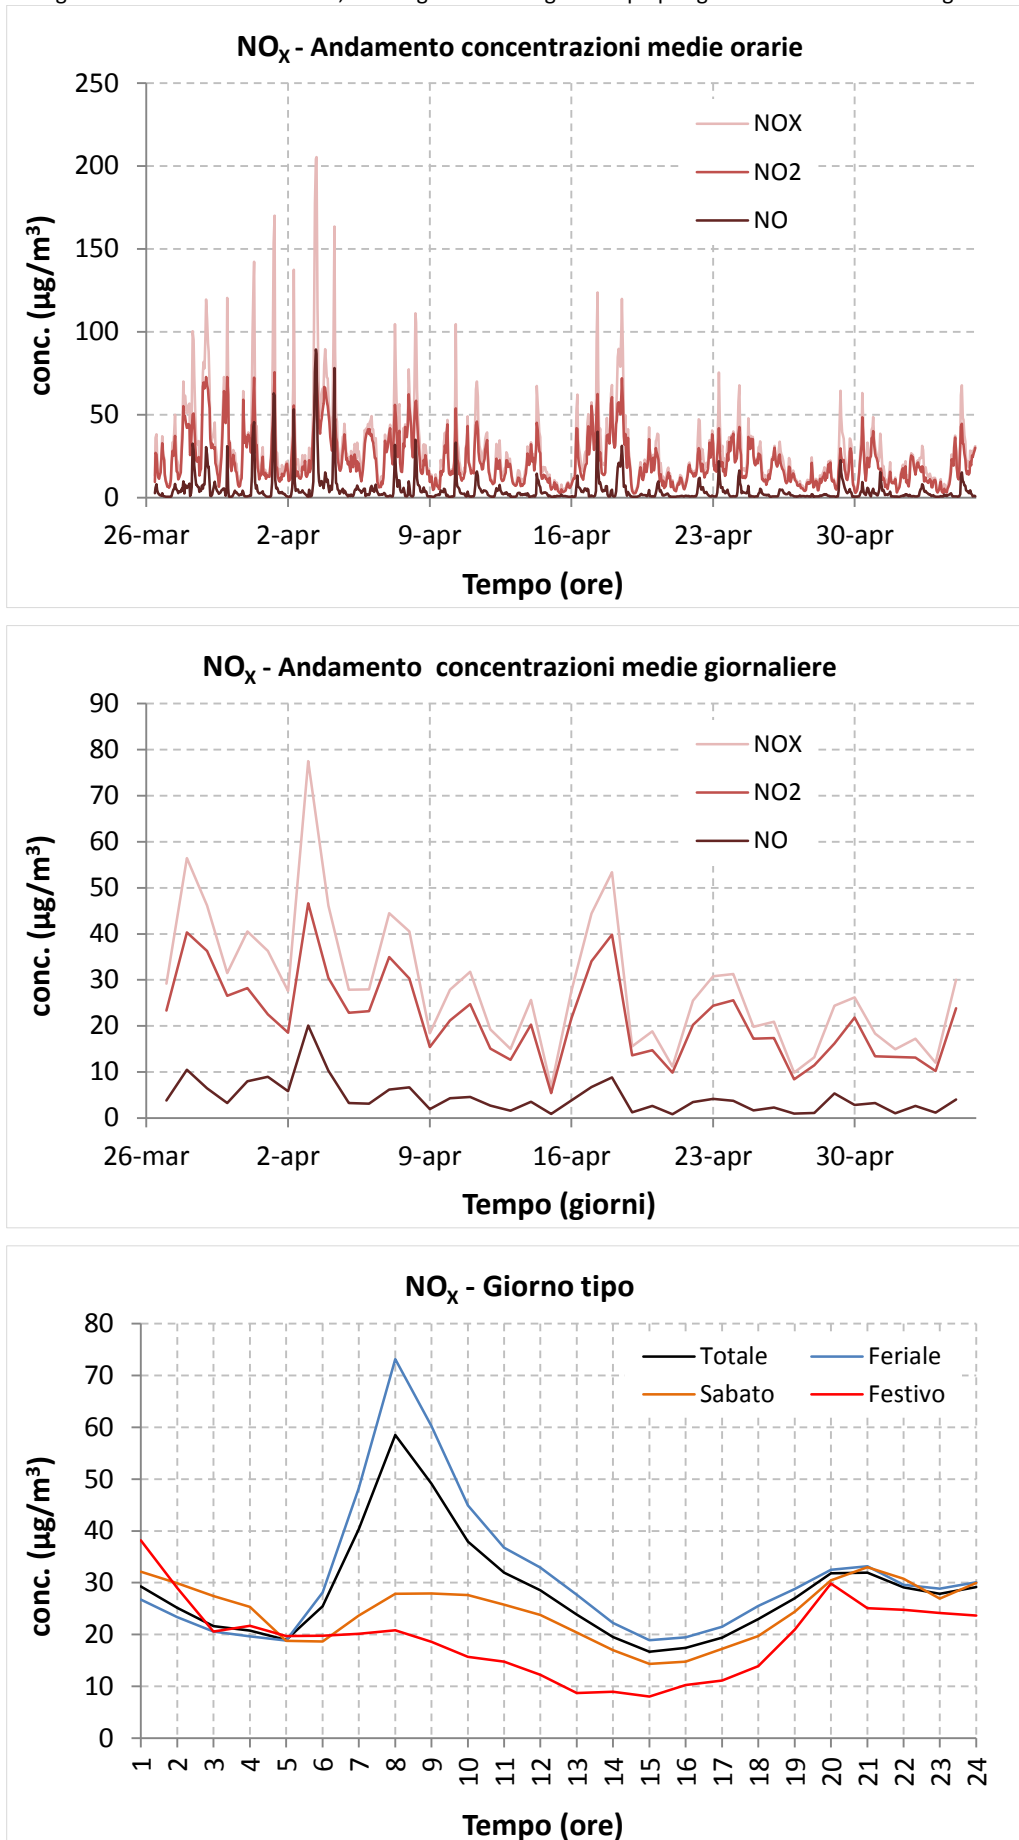 NOX - Andamento concentrazioni medie orarie
250
200
150
100
50
0
conc. (µg/m³)
NOX
NO2
NO
26-mar 2-apr 9-apr 16-apr 23-apr 30-apr
Tempo (ore)
NOX - Andamento concentrazioni medie giornaliere
90
80
70
60
50
40
30
20
10
0
conc. (µg/m³)
NOX
NO2
NO
26-mar 2-apr 9-apr 16-apr 23-apr 30-apr
Tempo (giorni)
NOX - Giorno tipo
80
70
60
50
40
30
20
10
0
conc. (µg/m³)
Totale Feriale
Sabato Festivo
1 2 3 4 5 6 7 8 9 10 11 12 13 14 15 16 17 18 19 20 21 22 23 24
Tempo (ore)